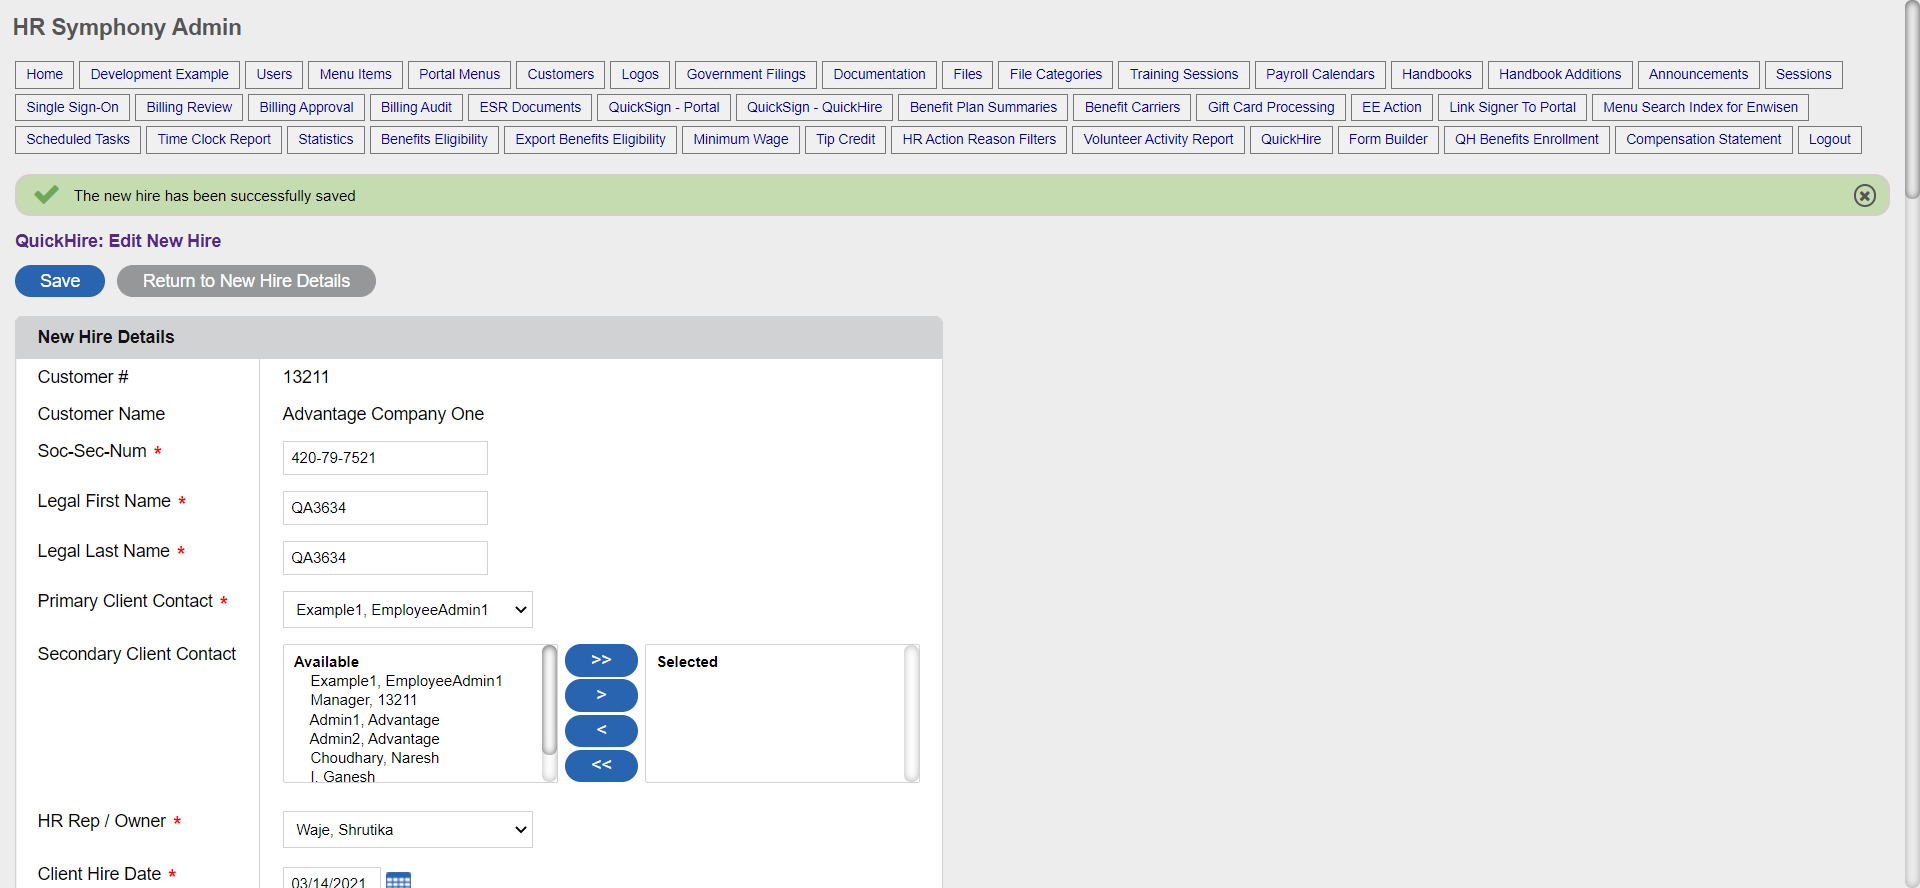 HR Symphony Admin
Home Development Example Users Menu Items Portal Menus Customers Logos Government Filings Documentation Files File Categories Training Sessions Payroll Calendars Handbooks Handbook Additions Announcements Sessions
Single Sign-On Billing Review Billing Approval Billing Audit ESR Documents QuickSign - Portal QuickSign - QuickHire Benefit Plan Summaries Benefit Carriers Gift Card Processing EE Action Link Signer To Portal Menu Search Index for Enwisen
Scheduled Tasks Time Clock Report Statistics Benefits Eligibility Export Benefits Eligibility Minimum Wage Tip Credit HR Action Reason Filters Volunteer Activity Report QuickHire Form Builder QH Benefits Enrollment Compensation Statement Logout
The new hire has been successfully saved
QuickHire: Edit New Hire
Save Return to New Hire Details
New Hire Details
Customer # 13211
Customer Name Advantage Company One
Soc-Sec-Num * 420-79-7521
Legal First Name * QA3634
Legal Last Name * QA3634
Primary Client Contact * Example1, EmployeeAdmin1
Secondary Client Contact
Available >> Selected
Example1, EmployeeAdmin1
Manager, 13211 >
Admin1, Advantage
Admin2, Advantage <
Choudhary, Naresh
I, Ganesh <<
HR Rep / Owner * Waje, Shrutika
Client Hire Date * 03/14/2021